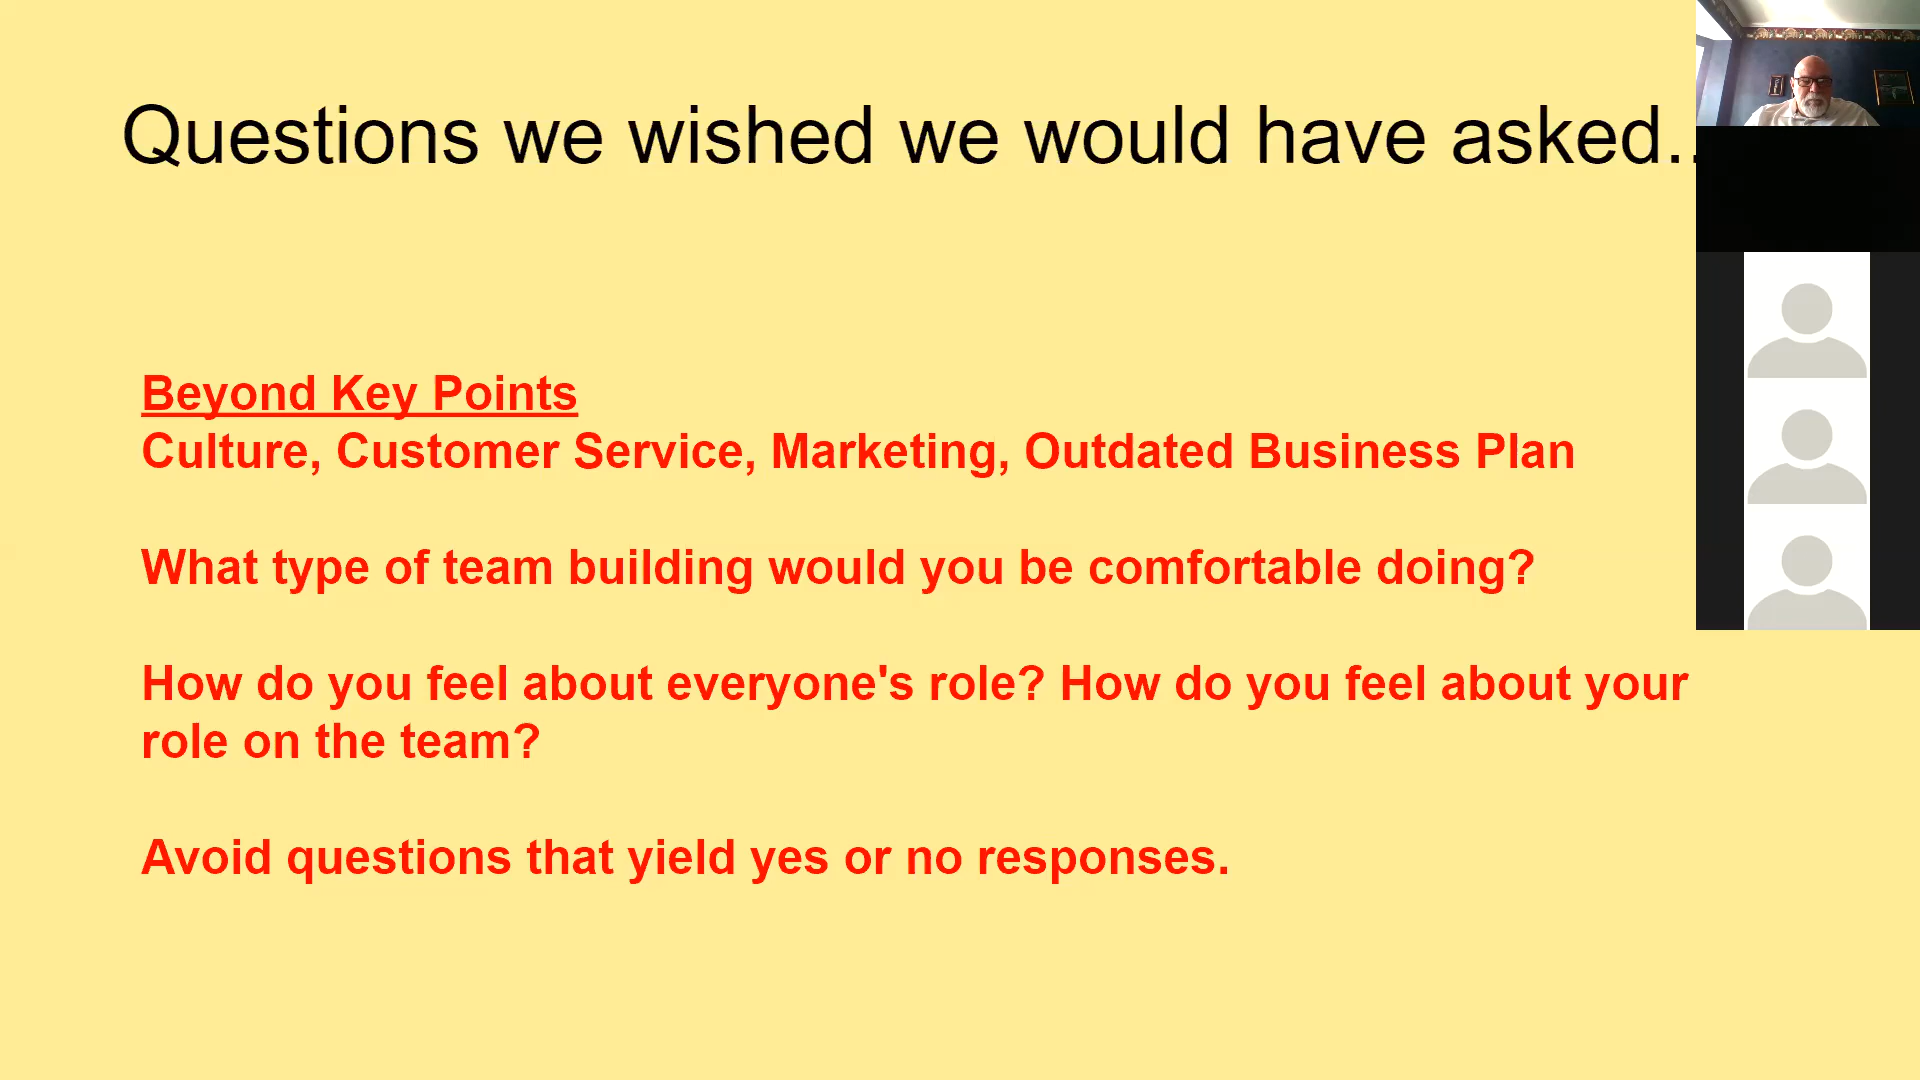 Questions we wished we would have asked..
Beyond Key Points
Culture, Customer Service, Marketing, Outdated Business Plan
What type of team building would you be comfortable doing?
How do you feel about everyone's role? How do you feel about your
role on the team?
Avoid questions that yield yes or no responses.